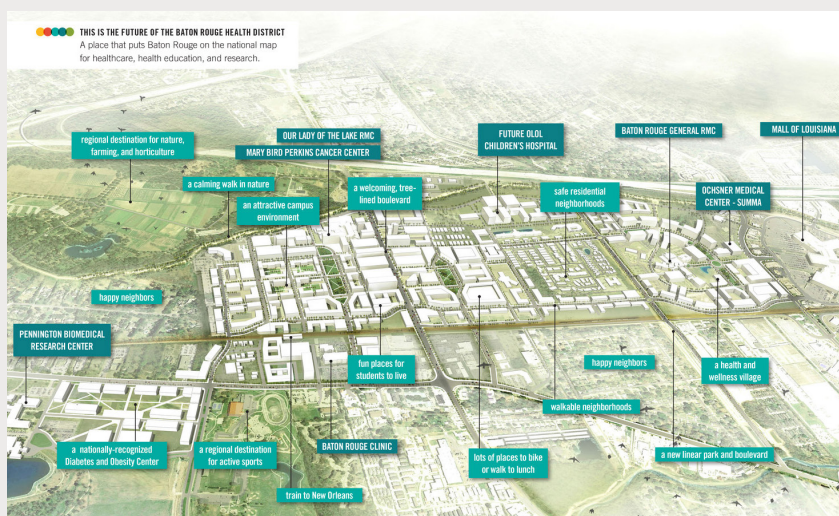 THIS IS THE FUTURE OF THE BATON ROUGE HEALTH DISTRICT
A place that puts Baton Rouge on the national map
for healthcare, health education, and research.
regional destination for nature,
farming, and horticulture
OUR LADY OF THE LAKE RMC
MARY BIRD PERKINS CANCER CENTER
FUTURE OLOL
CHILDREN'S HOSPITAL
BATON ROUGE GENERAL RMC
MALL OF LOUISIANA
a calming walk in nature
an attractive campus
environment
a welcoming, tree-
lined boulevard
safe residential
neighborhoods
OCHSNER MEDICAL
CENTER - SUMMA
happy neighbors
PENNINGTON BIOMEDICAL
RESEARCH CENTER
fun places for
students to live
happy neighbors
a health and
wellness village
walkable neighborhoods
a nationally-recognized
Diabetes and Obesity Center
a regional destination
for active sports
BATON ROUGE CLINIC
lots of places to bike
or walk to lunch
a new linear park and boulevard
train to New Orleans